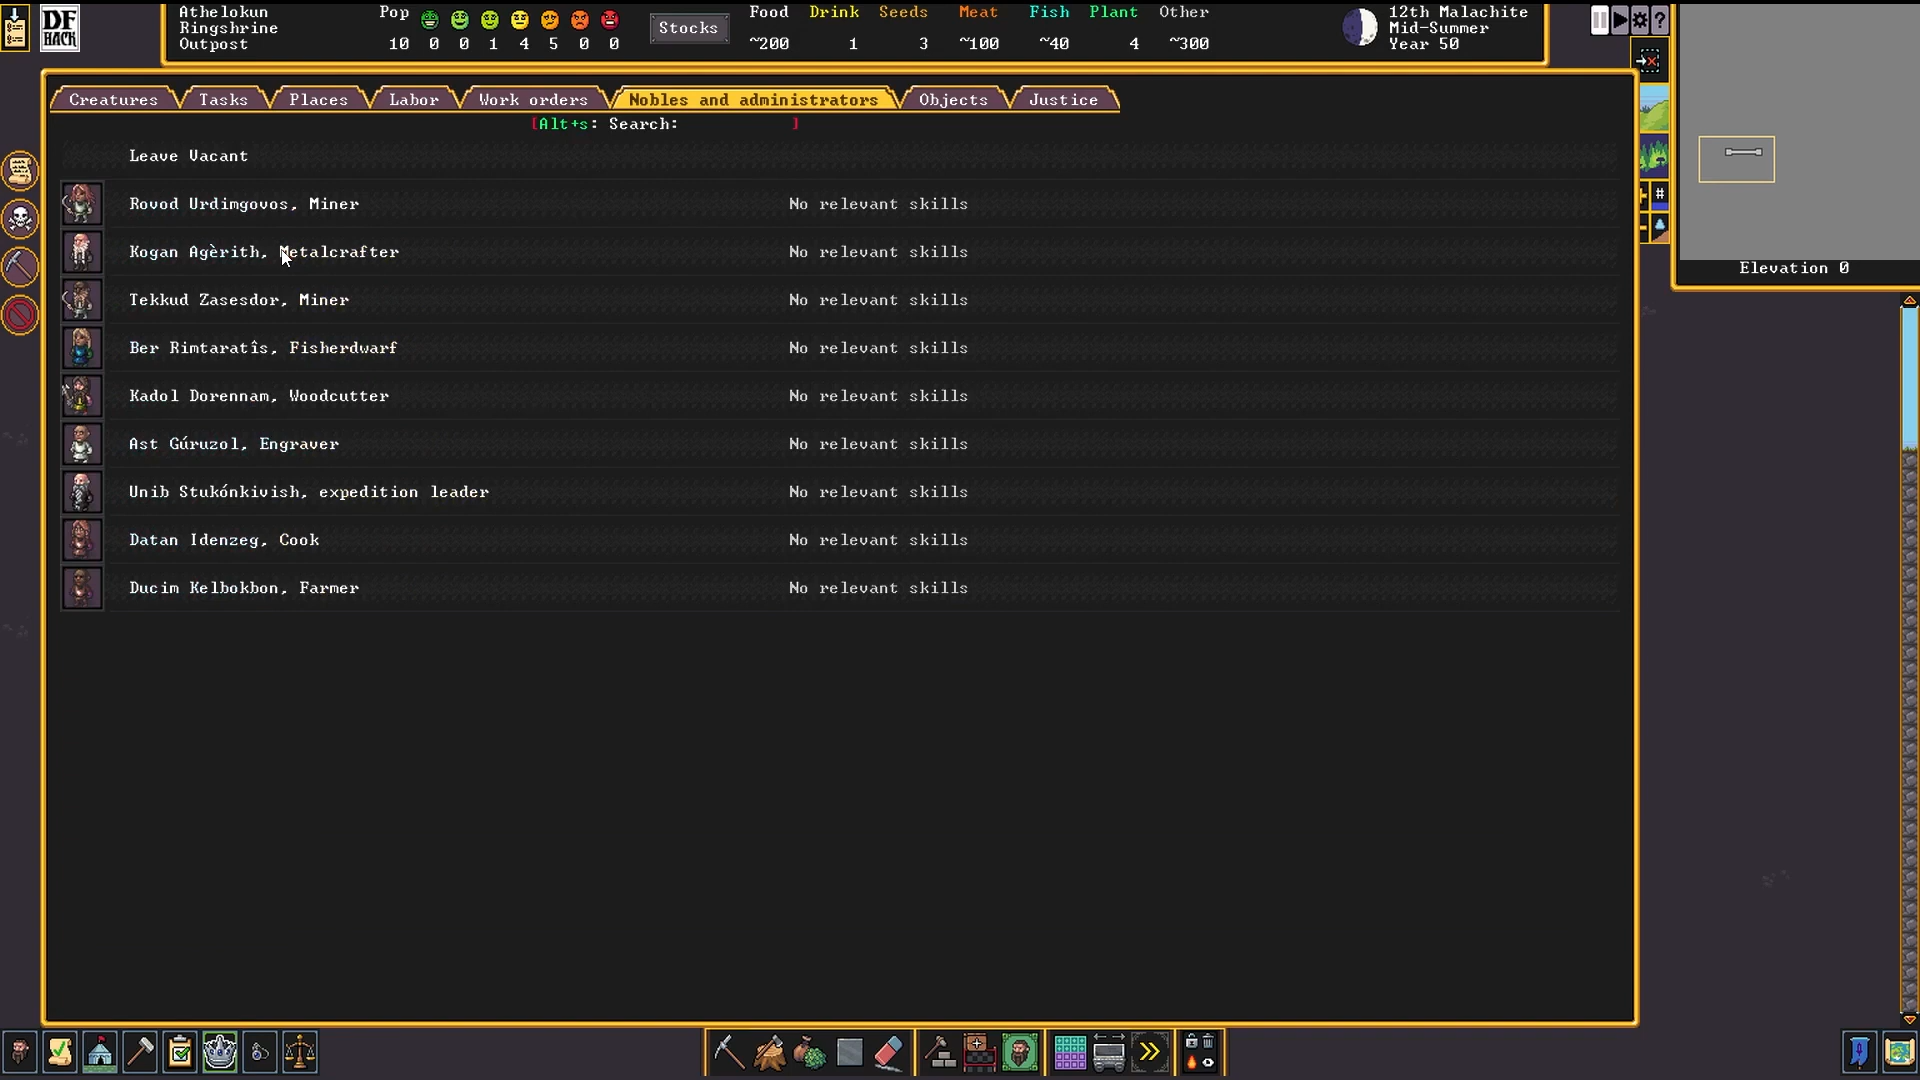 DF
HACK
Athelokun
Ringshrine
Outpost
Pop
10 0 0 1 4 5 0 0
Stocks
Food Drink Seeds Meat Fish Plant Other
~200 1 3 ~100 ~40 4 ~300
12th Malachite
Mid-Summer
Year 50
?
#
Elevation 0
Creatures Tasks Places Labor Work orders Nobles and administrators Objects Justice
[Alt+s: Search: ]
Leave Vacant
Rovod Urdimgovos, Miner No relevant skills
Kogan Agèrith, Metalcrafter No relevant skills
Tekkud Zasesdor, Miner No relevant skills
Ber Rimtaratîs, Fisherdwarf No relevant skills
Kadol Dorennam, Woodcutter No relevant skills
Ast Gúruzol, Engraver No relevant skills
Unib Stukónkivish, expedition leader No relevant skills
Datan Idenzeg, Cook No relevant skills
Ducim Kelbokbon, Farmer No relevant skills